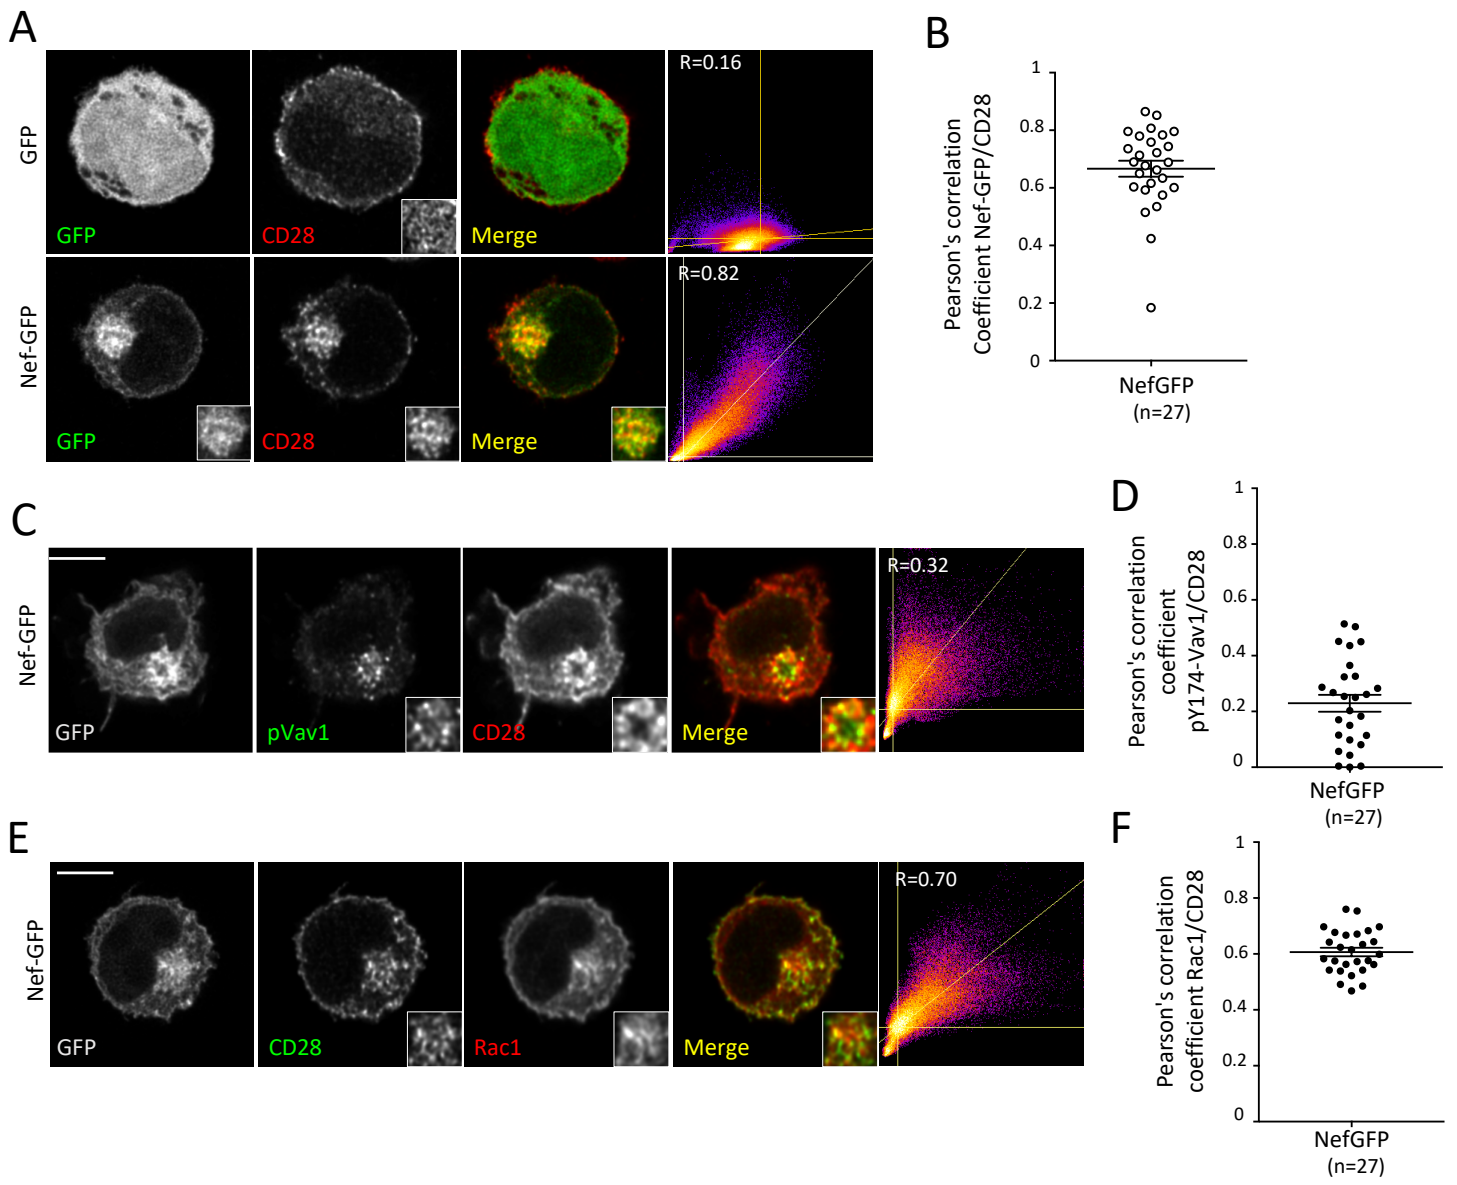 A
GFP
GFP
CD28
Merge
R=0.16
Nef-GFP
GFP
CD28
Merge
R=0.82
B
Pearson's correlation
Coefficient Nef-GFP/CD28
1
0.8
0.6
0.4
0.2
0
NefGFP
(n=27)
C
Nef-GFP
GFP
pVav1
CD28
Merge
R=0.32
D
Pearson's correlation
coefficient
pY174-Vav1/CD28
1
0.8
0.6
0.4
0.2
0
NefGFP
(n=27)
E
Nef-GFP
GFP
CD28
Rac1
Merge
R=0.70
F
Pearson's correlation
coefficient Rac1/CD28
1
0.8
0.6
0.4
0.2
0
NefGFP
(n=27)